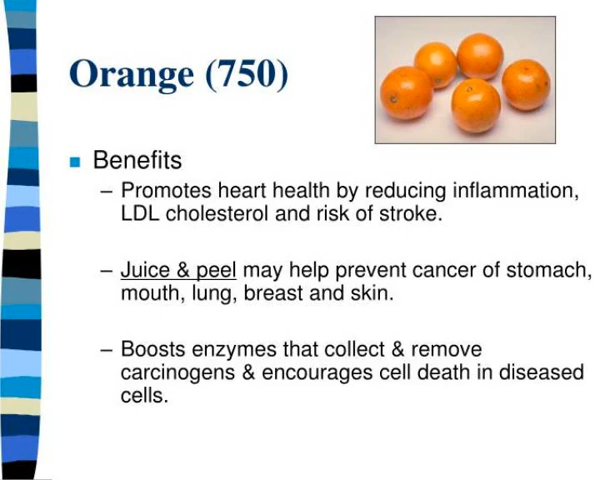 Orange (750)
Benefits
– Promotes heart health by reducing inflammation,
LDL cholesterol and risk of stroke.
– Juice & peel may help prevent cancer of stomach,
mouth, lung, breast and skin.
– Boosts enzymes that collect & remove
carcinogens & encourages cell death in diseased
cells.